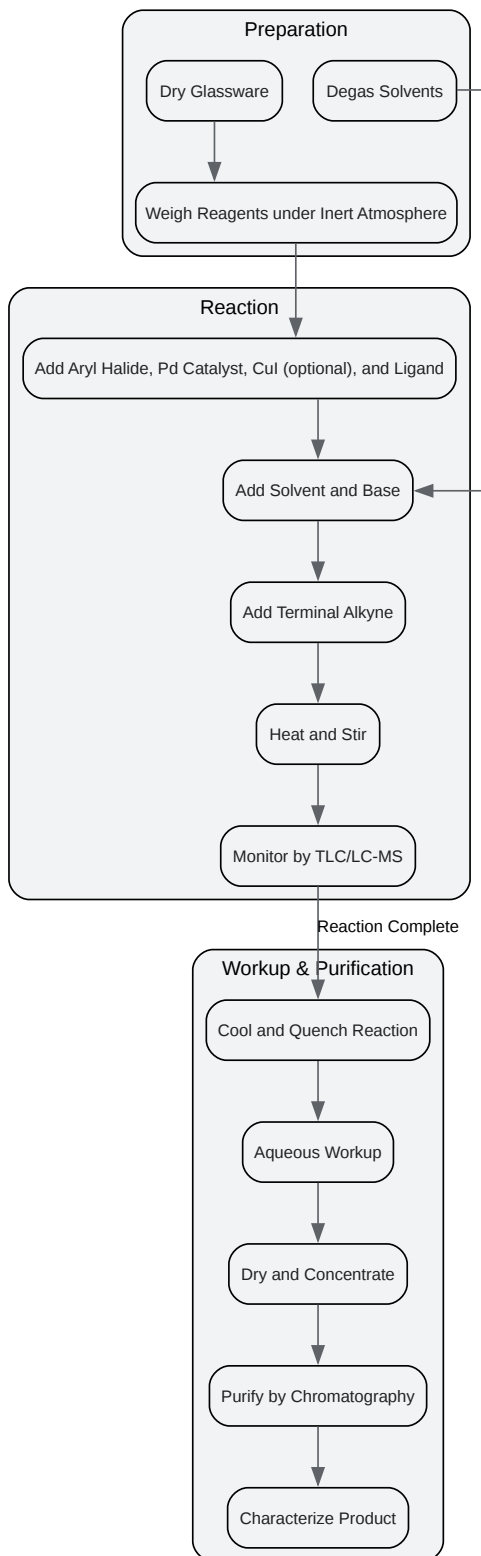 Preparation
Dry Glassware
Degas Solvents
Weigh Reagents under Inert Atmosphere
Reaction
Add Aryl Halide, Pd Catalyst, CuI (optional), and Ligand
Add Solvent and Base
Add Terminal Alkyne
Heat and Stir
Monitor by TLC/LC-MS
Reaction Complete
Workup & Purification
Cool and Quench Reaction
Aqueous Workup
Dry and Concentrate
Purify by Chromatography
Characterize Product